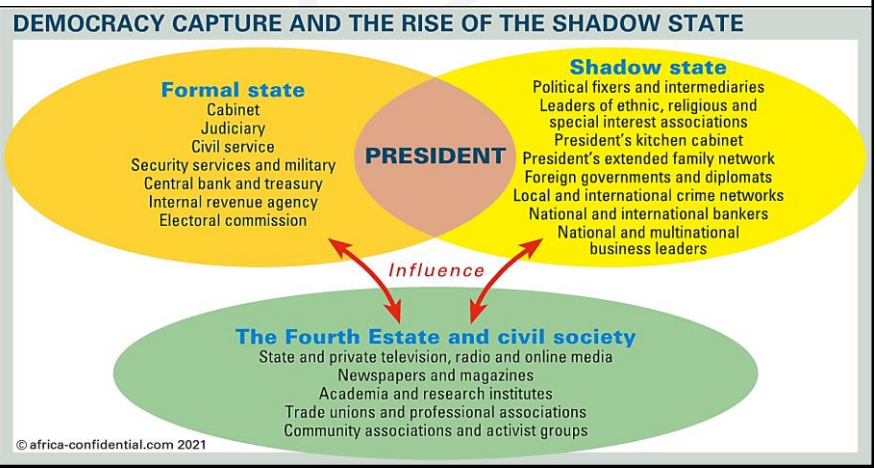 DEMOCRACY CAPTURE AND THE RISE OF THE SHADOW STATE
Formal state
Cabinet
Judiciary
Civil service
Security services and military
Central bank and treasury
Internal revenue agency
Electoral commission
PRESIDENT
Shadow state
Political fixers and intermediaries
Leaders of ethnic, religious and
special interest associations
President's kitchen cabinet
President's extended family network
Foreign governments and diplomats
Local and international crime networks
National and international bankers
National and multinational
business leaders
Influence
The Fourth Estate and civil society
State and private television, radio and online media
Newspapers and magazines
Academia and research institutes
Trade unions and professional associations
Community associations and activist groups
© africa-confidential.com 2021